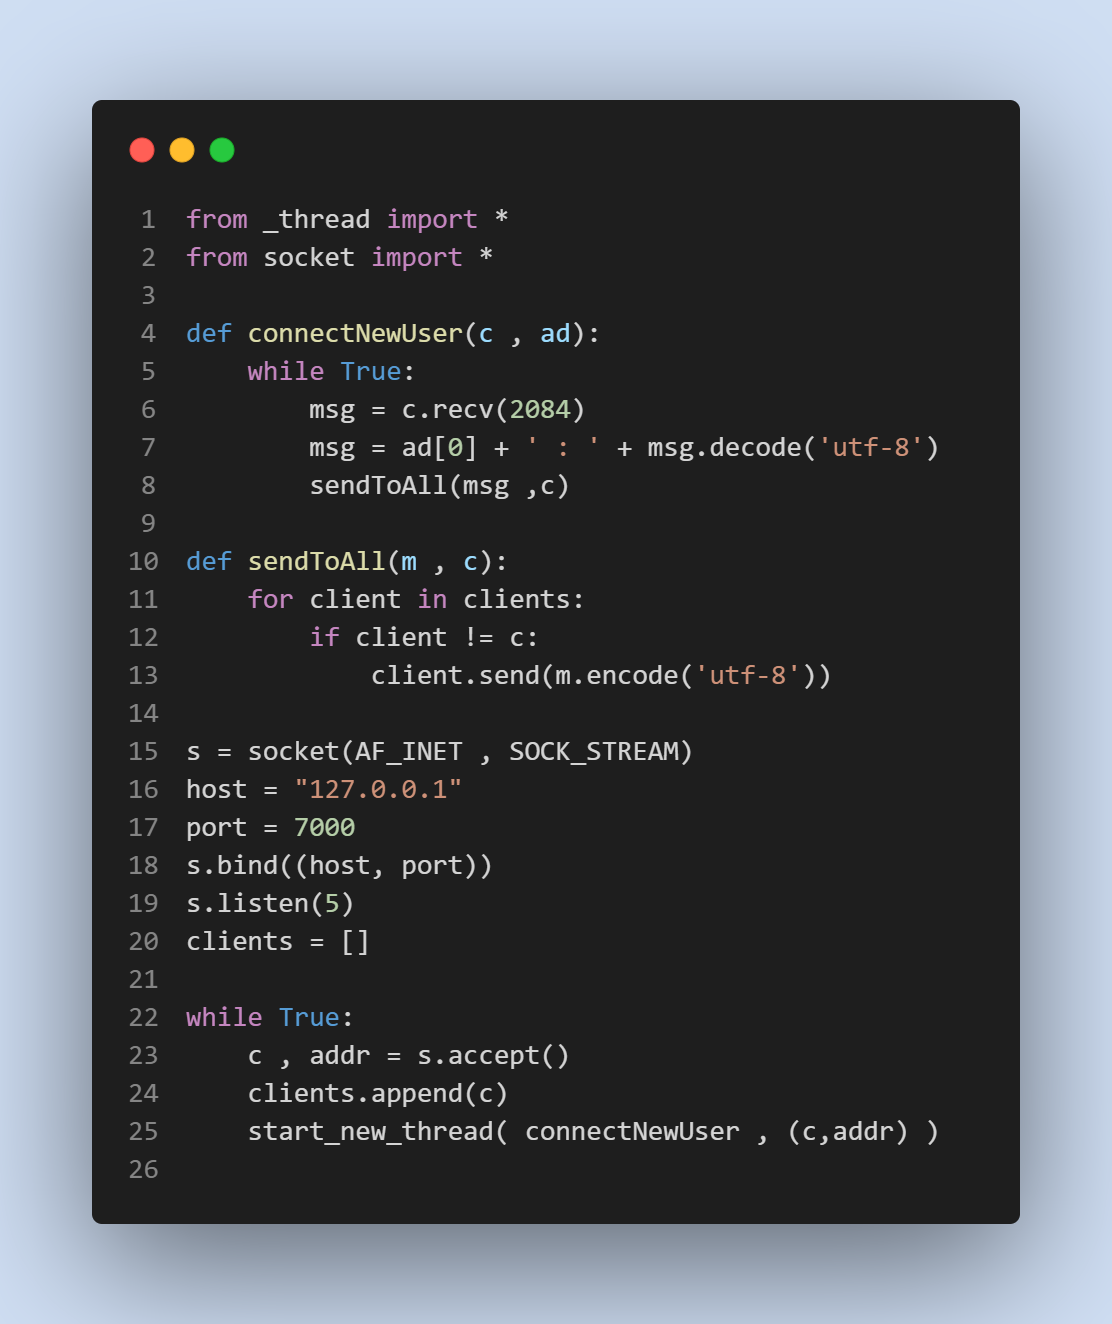 1 from _thread import *
2 from socket import *
3
4 def connectNewUser(c , ad):
5     while True:
6         msg = c.recv(2084)
7         msg = ad[0] + ' : ' + msg.decode('utf-8')
8         sendToAll(msg ,c)
9
10 def sendToAll(m , c):
11     for client in clients:
12         if client != c:
13             client.send(m.encode('utf-8'))
14
15 s = socket(AF_INET , SOCK_STREAM)
16 host = "127.0.0.1"
17 port = 7000
18 s.bind((host, port))
19 s.listen(5)
20 clients = []
21
22 while True:
23     c , addr = s.accept()
24     clients.append(c)
25     start_new_thread( connectNewUser , (c,addr) )
26